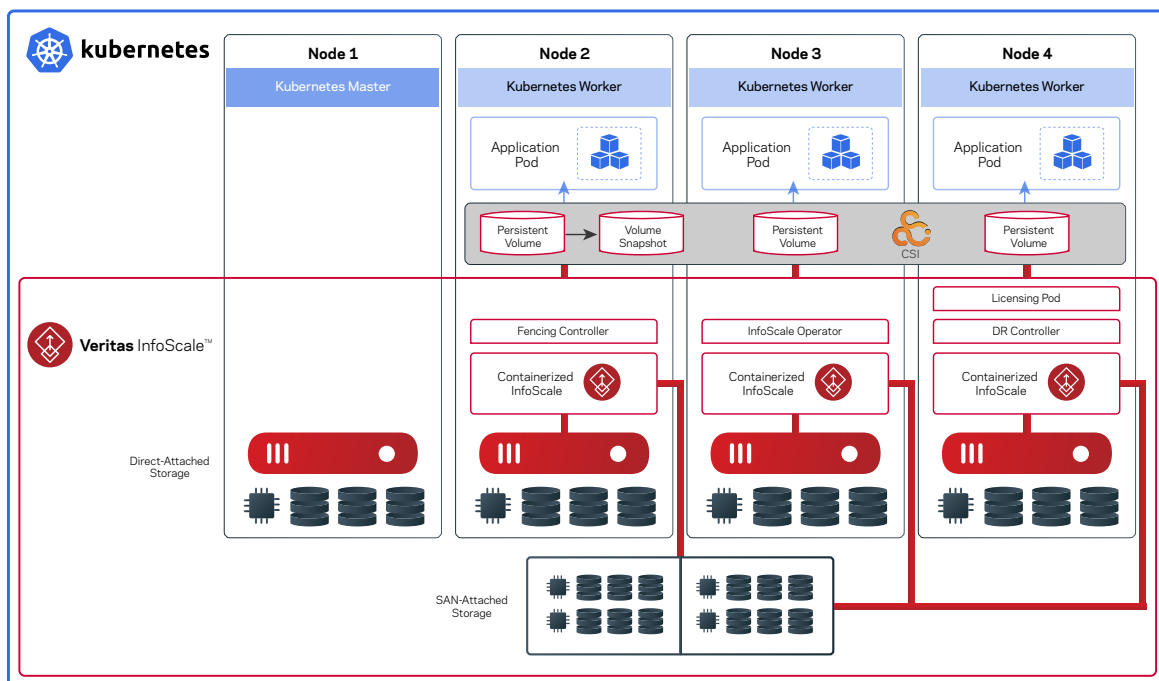 kubernetes
Node 1
Node 2
Node 3
Node 4
Kubernetes Master
Kubernetes Worker
Kubernetes Worker
Kubernetes Worker
Application
Pod
Application
Pod
Application
Pod
Persistent
Volume
Volume
Snapshot
Persistent
Volume
CSI
Persistent
Volume
Veritas InfoScale™
Licensing Pod
Fencing Controller
InfoScale Operator
DR Controller
Containerized
InfoScale
Containerized
InfoScale
Containerized
InfoScale
Direct-Attached
Storage
SAN-Attached
Storage